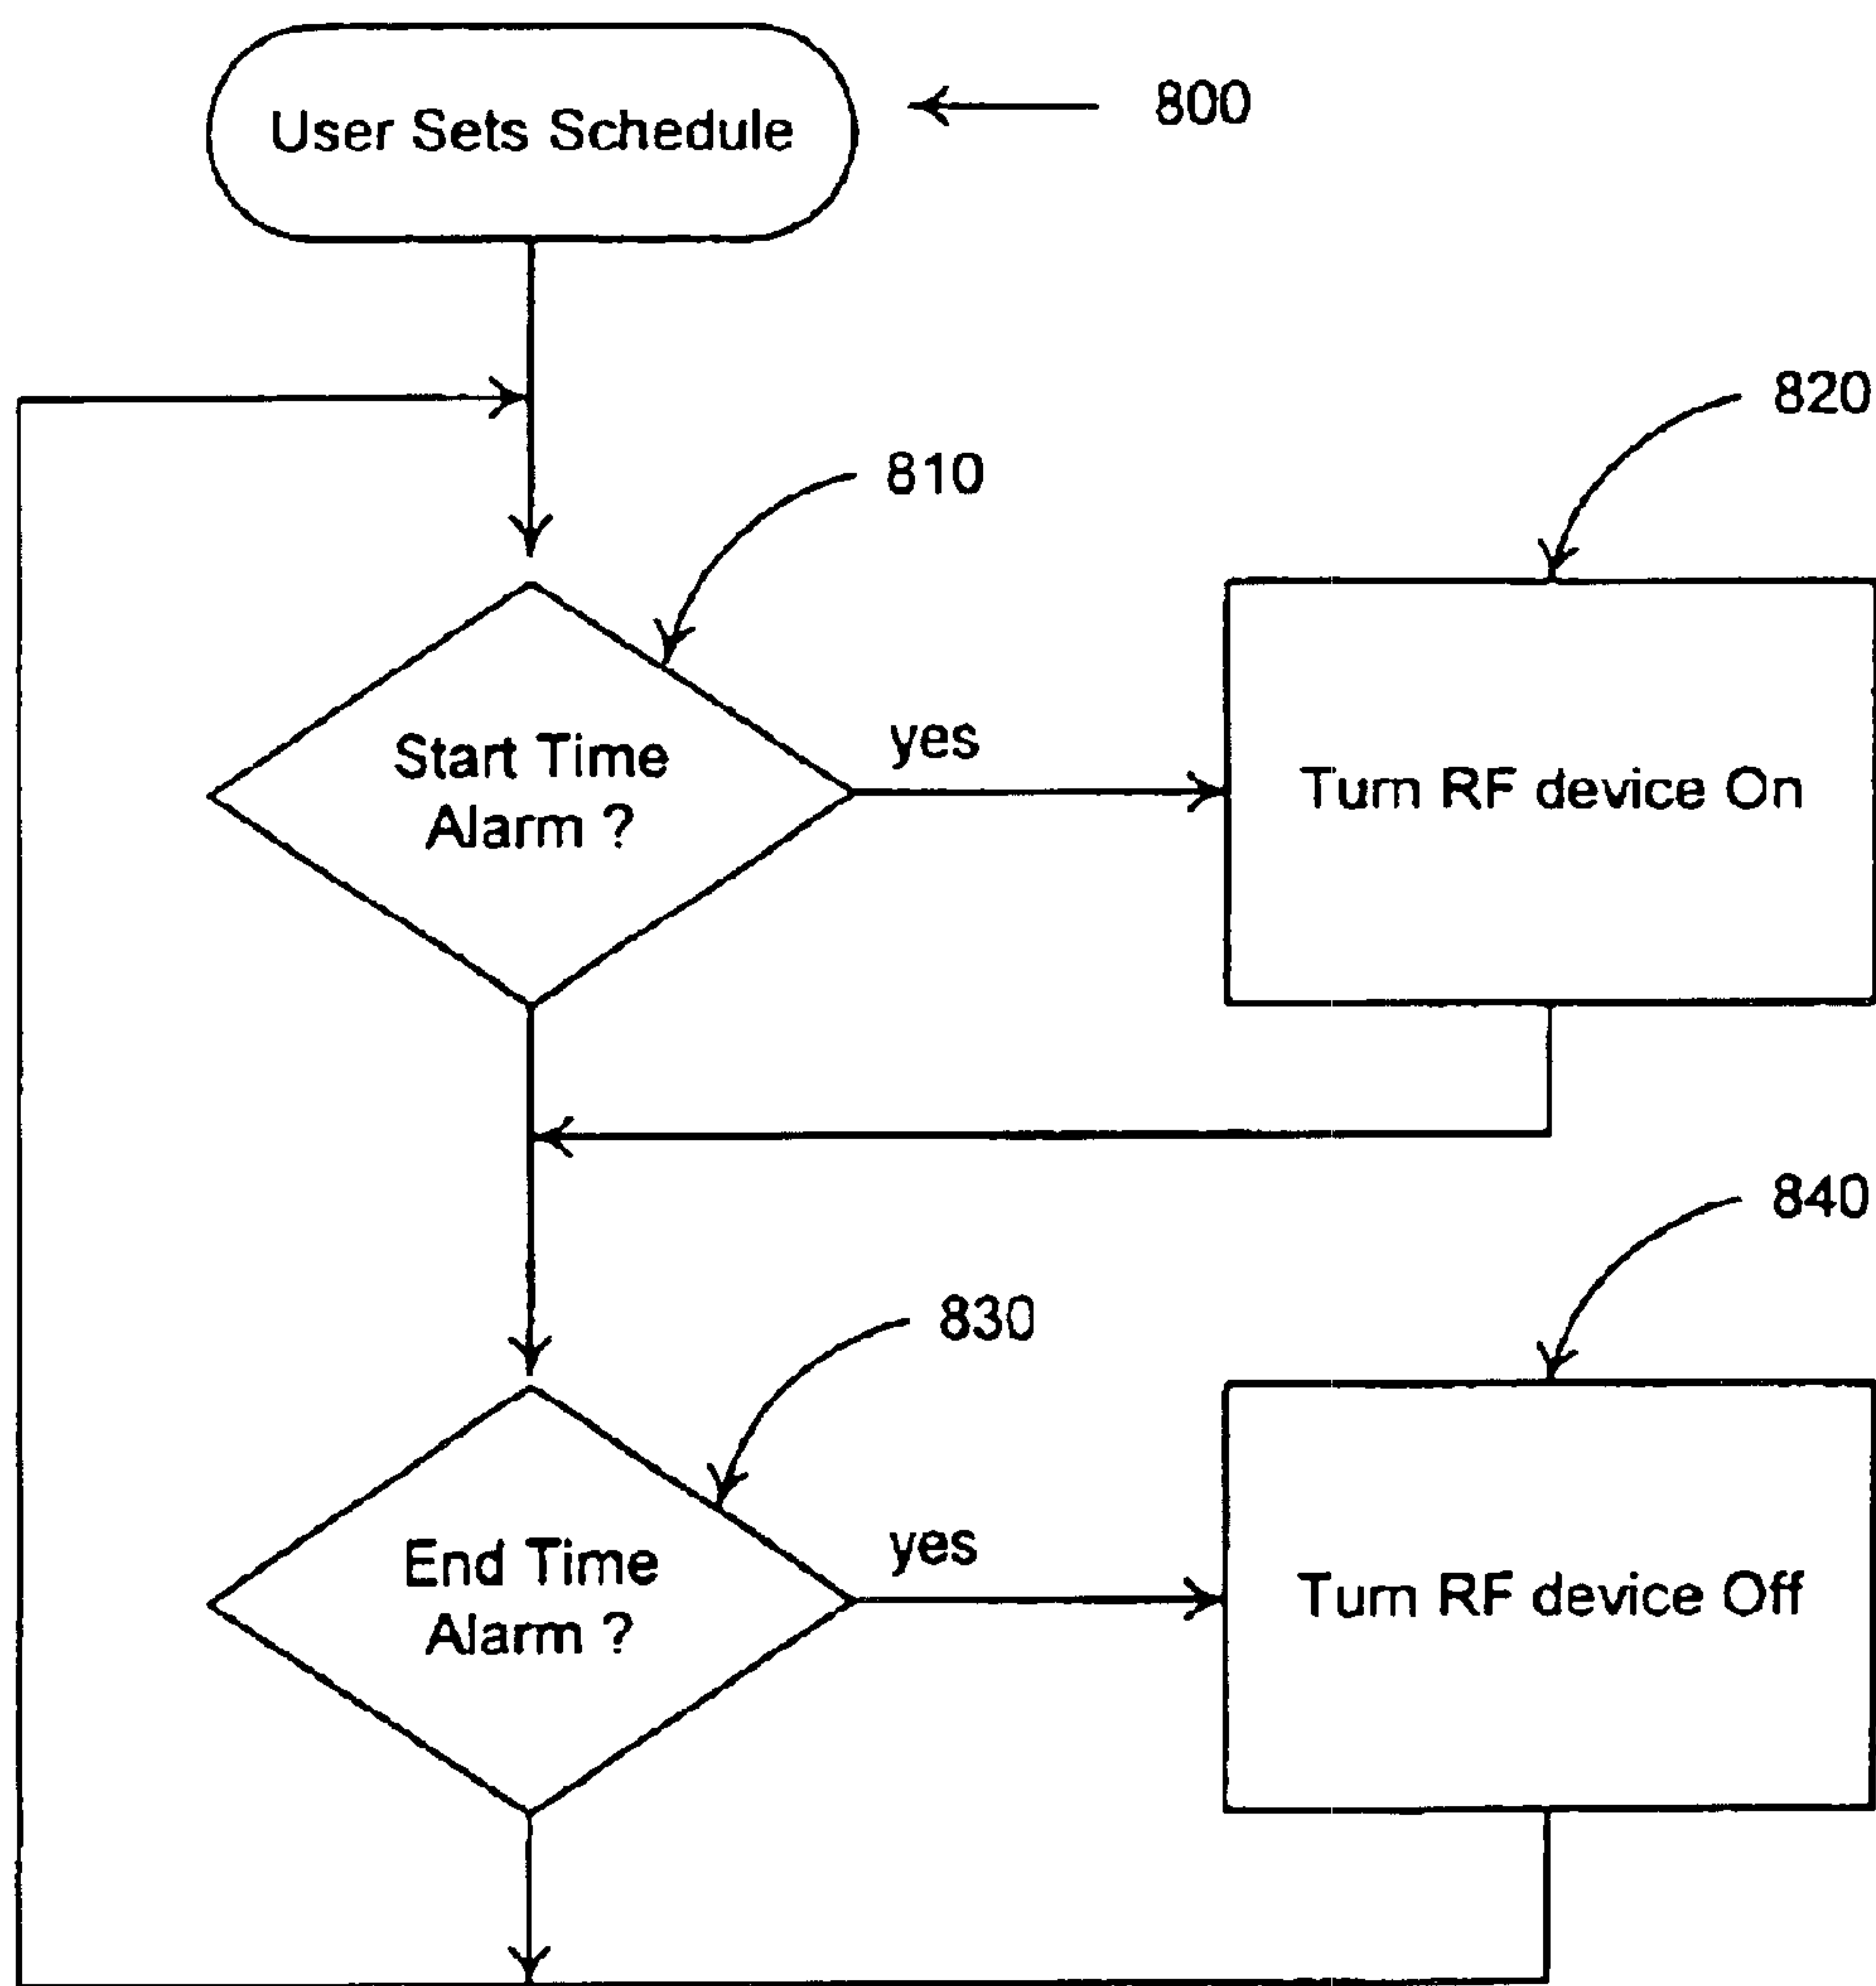 User Sets Schedule
800
820
810
Start Time
Alarm ?
yes
Turn RF device On
840
830
End Time
Alarm ?
yes
Turn RF device Off